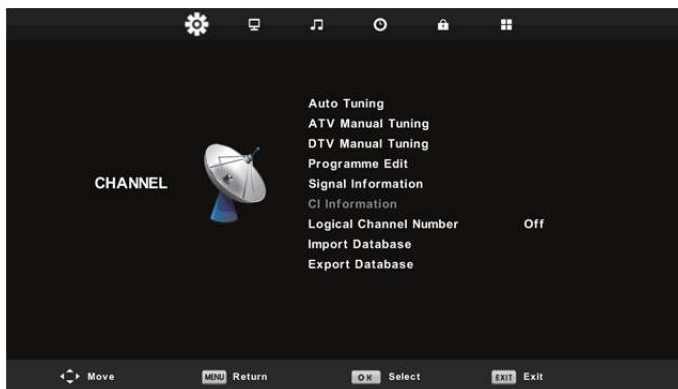 Auto Tuning
ATV Manual Tuning
DTV Manual Tuning
Programme Edit
CHANNEL
Signal Information
CI Information
Logical Channel Number Off
Import Database
Export Database
Move MENU Return OK Select EXIT Exit